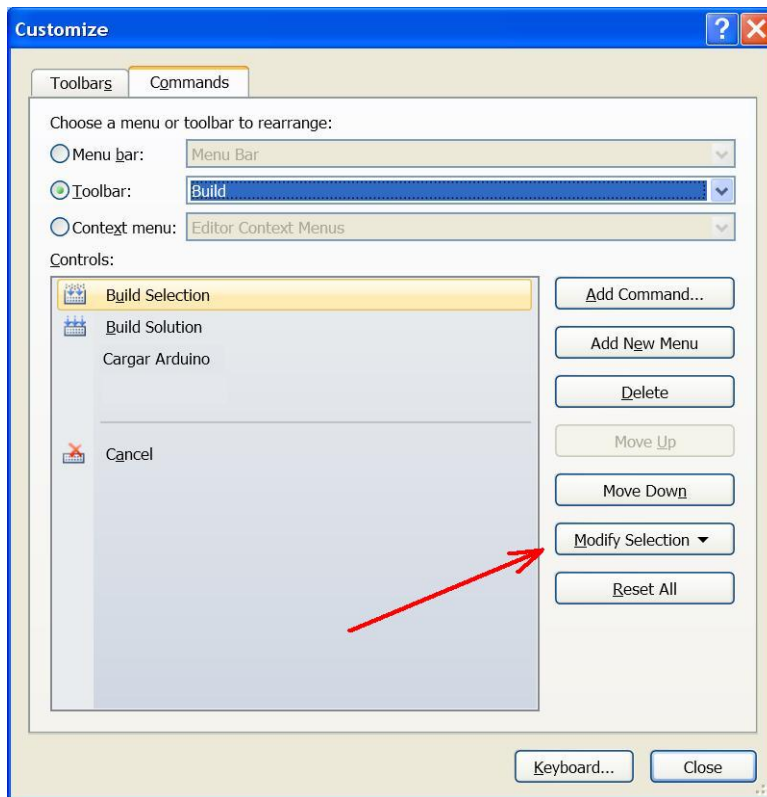 Customize
Toolbars
Commands
Choose a menu or toolbar to rearrange:
Menu bar:
Menu Bar
Toolbar:
Build
Context menu:
Editor Context Menus
Controls:
Build Selection
Build Solution
Cargar Arduino
Cancel
Add Command...
Add New Menu
Delete
Move Up
Move Down
Modify Selection
Reset All
Keyboard...
Close